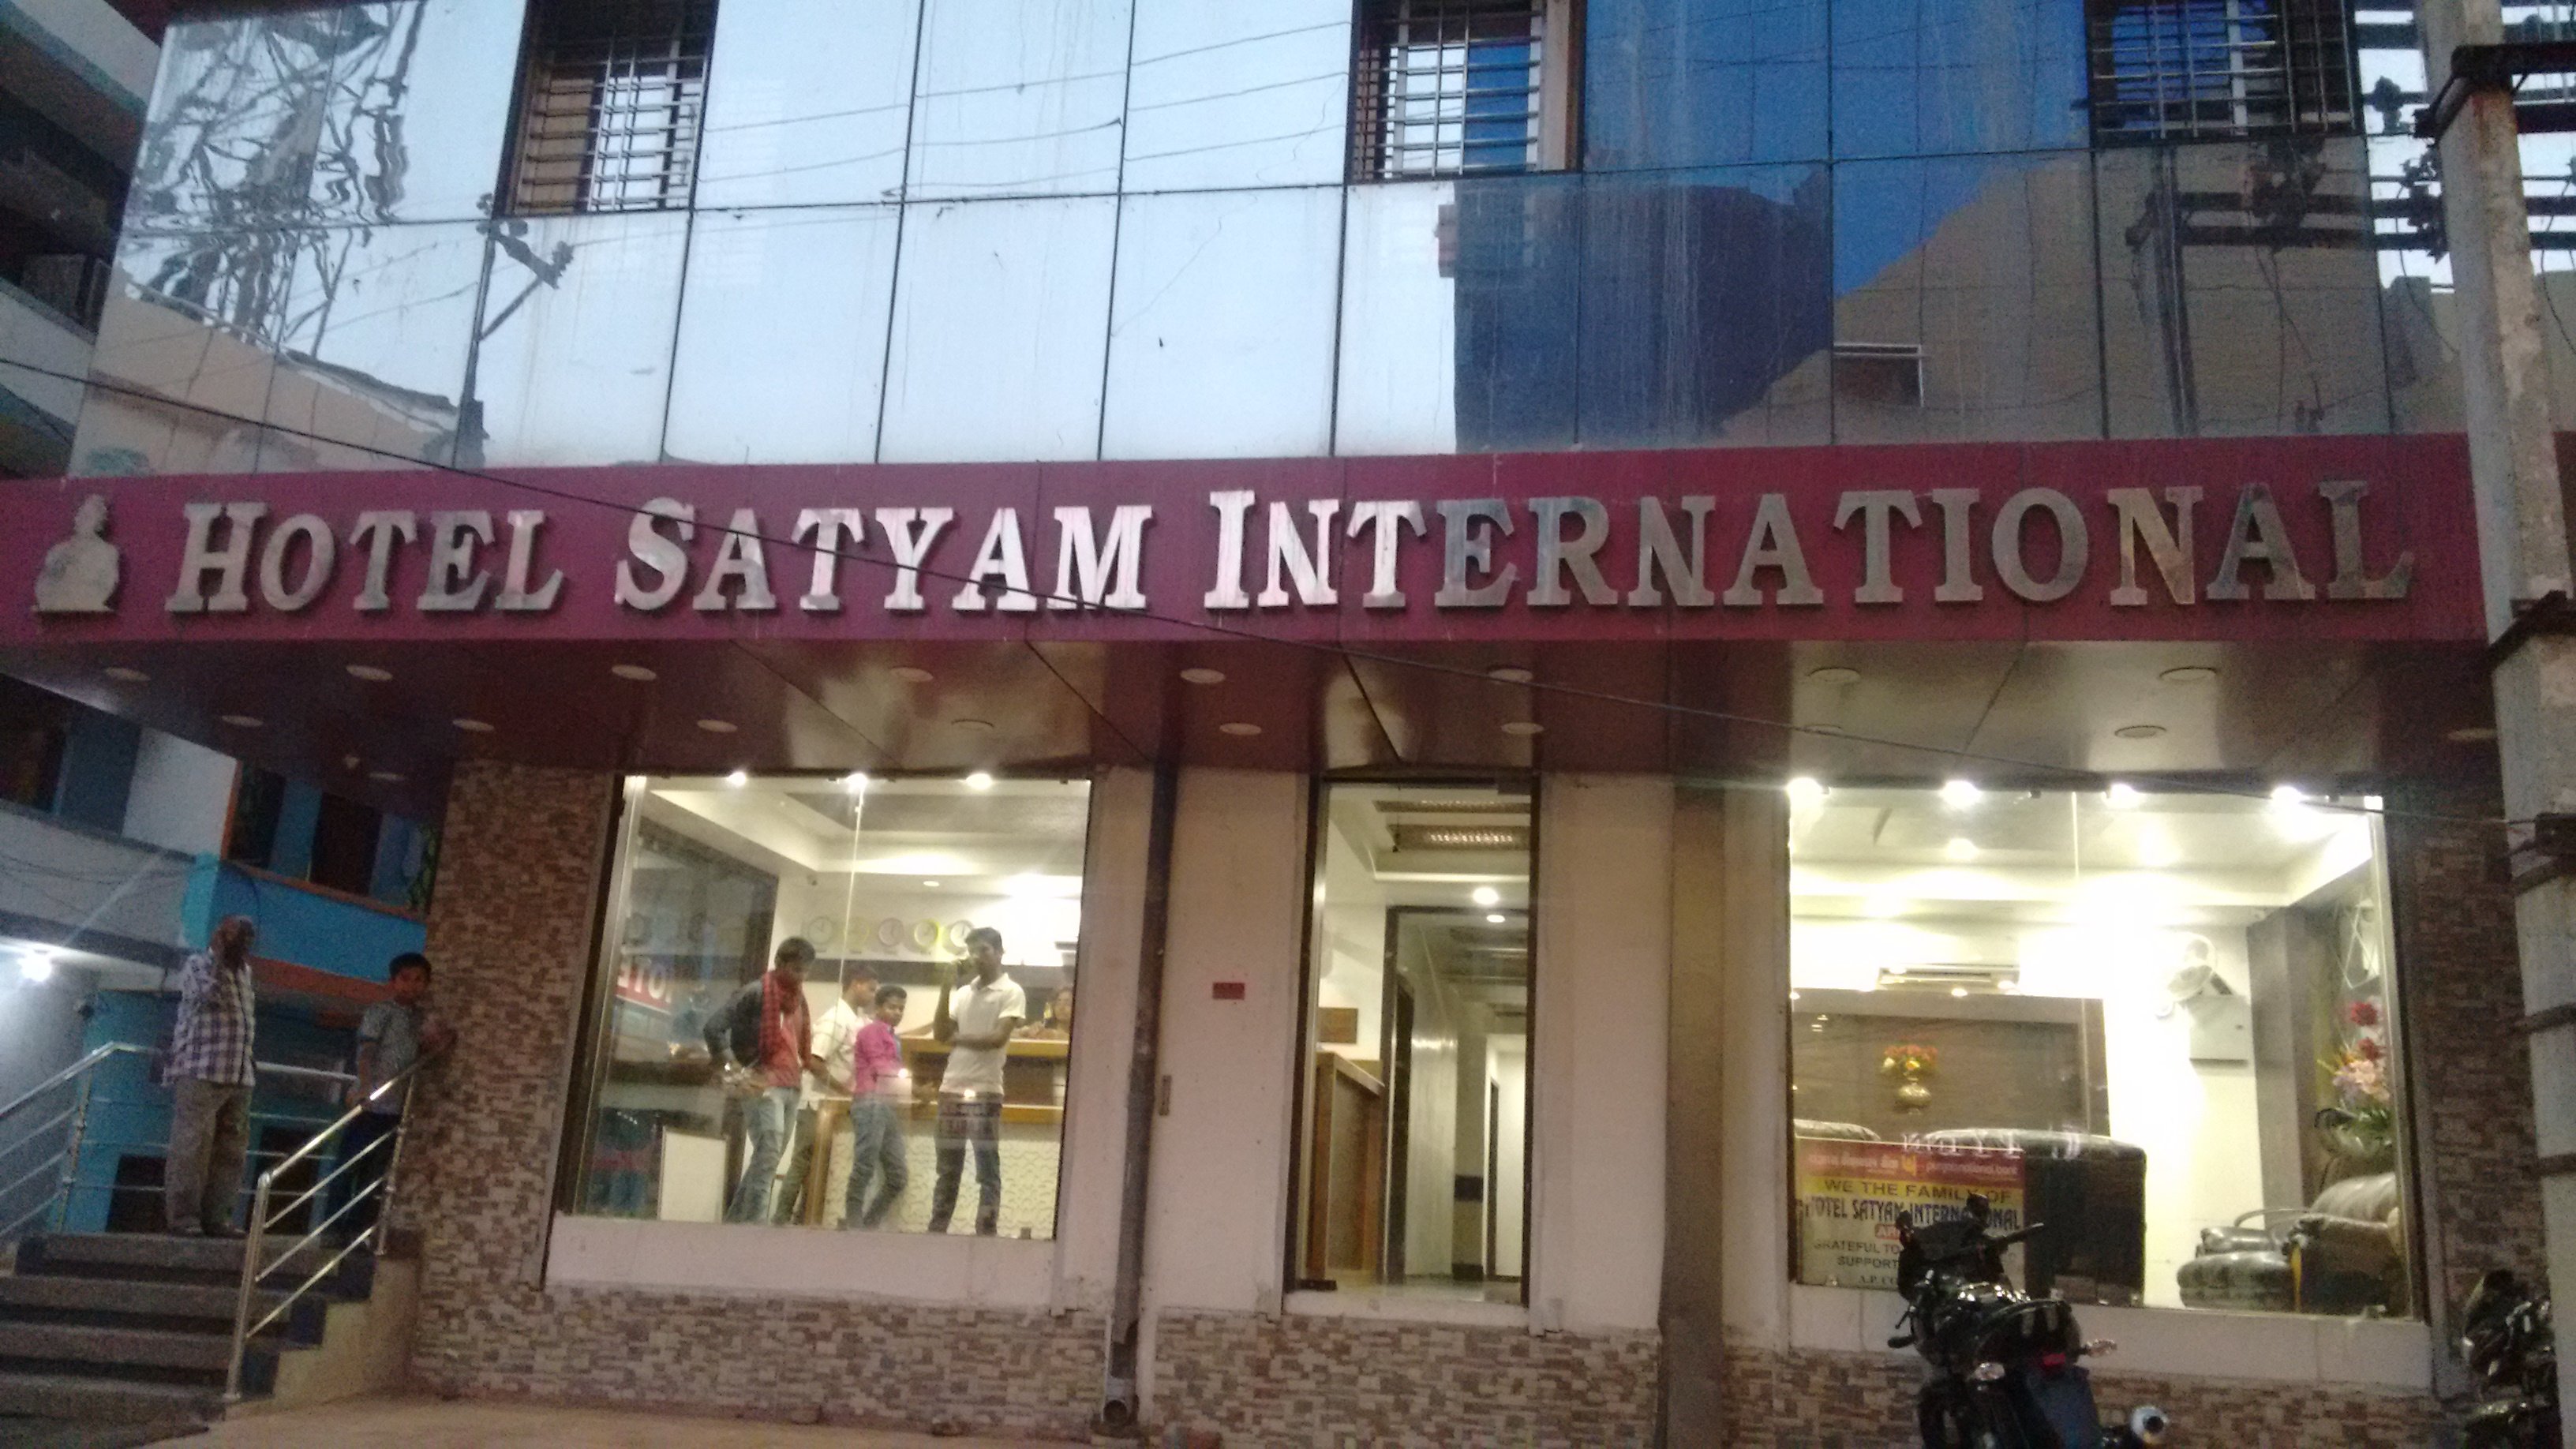 HOTEL SATYAM INTERNATIONAL
WE THE FAMILY OF
HOTEL SATYAM INTERNATIONAL
GRATEFUL TO
SUPPORT